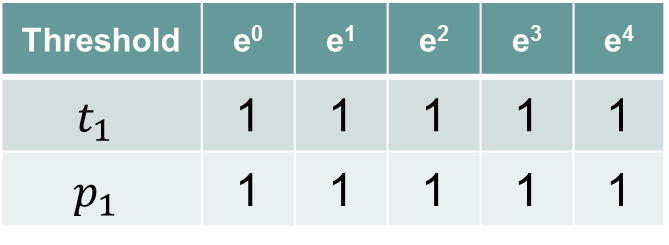 Threshold e⁰ e¹ e² e³ e⁴
t₁ 1 1 1 1 1
p₁ 1 1 1 1 1